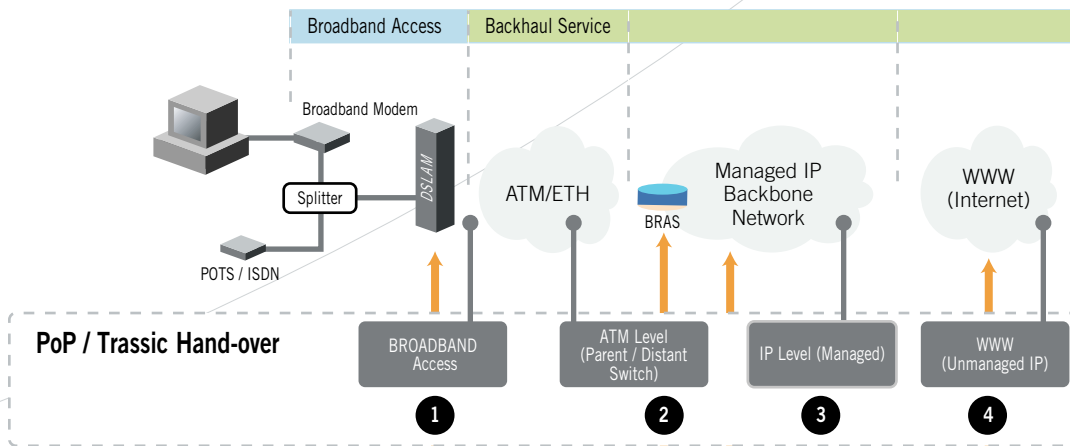 Broadband Access
Backhaul Service
Broadband Modem
DSLAM
Splitter
POTS / ISDN
ATM/ETH
BRAS
Managed IP
Backbone
Network
WWW
(Internet)
PoP / Trassic Hand-over
BROADBAND
Access
ATM Level
(Parent / Distant
Switch)
IP Level (Managed)
WWW
(Unmanaged IP)
1
2
3
4